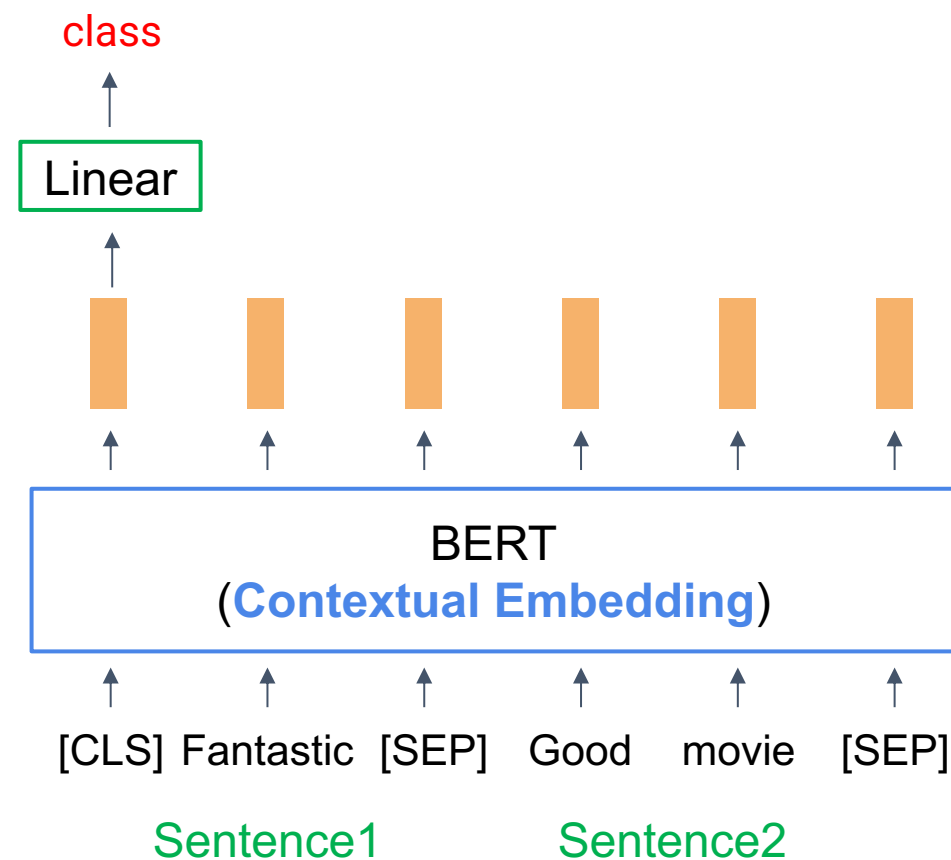 class
Linear
BERT
(Contextual Embedding)
[CLS] Fantastic [SEP] Good movie [SEP]
Sentence1 Sentence2